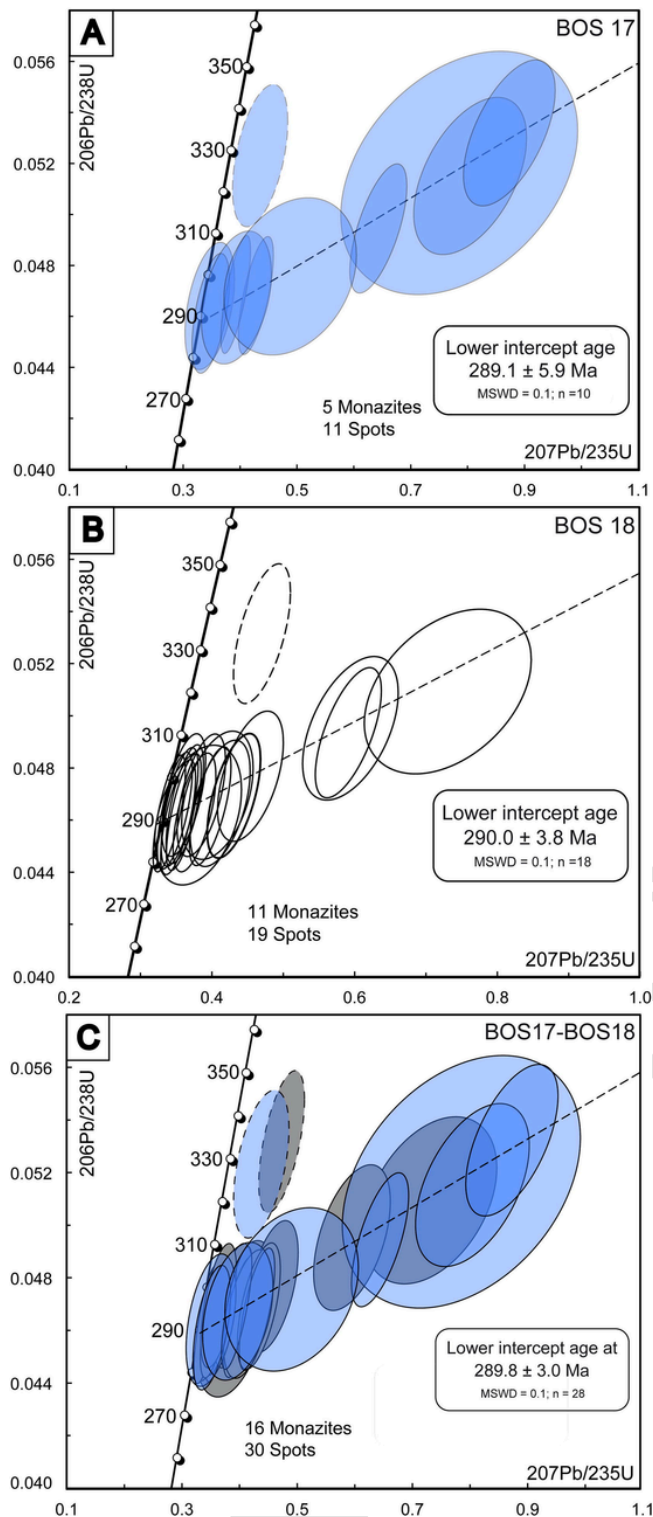 A
BOS 17
206Pb/238U
0.056
0.052
0.048
0.044
0.040
350
330
310
290
270
Lower intercept age
289.1 ± 5.9 Ma
MSWD = 0.1; n =10
5 Monazites
11 Spots
207Pb/235U
0.1
0.3
0.5
0.7
0.9
1.1
B
BOS 18
206Pb/238U
0.056
0.052
0.048
0.044
0.040
350
330
310
290
270
Lower intercept age
290.0 ± 3.8 Ma
MSWD = 0.1; n =18
11 Monazites
19 Spots
207Pb/235U
0.2
0.4
0.6
0.8
1.0
C
BOS17-BOS18
206Pb/238U
0.056
0.052
0.048
0.044
0.040
350
330
310
290
270
Lower intercept age at
289.8 ± 3.0 Ma
MSWD = 0.1; n = 28
16 Monazites
30 Spots
207Pb/235U
0.1
0.3
0.5
0.7
0.9
1.1